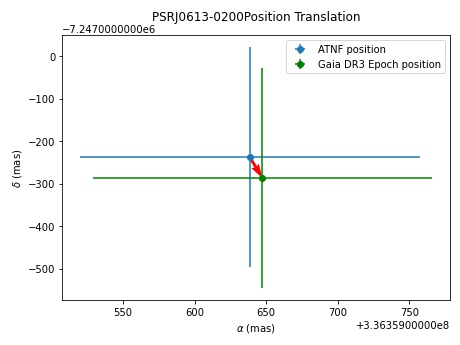 PSRJ0613-0200Position Translation
−7.2470000000e6
ATNF position
Gaia DR3 Epoch position
0
−100
−200
−300
−400
−500
δ (mas)
550
600
650
700
750
α (mas)
+3.3635900000e8